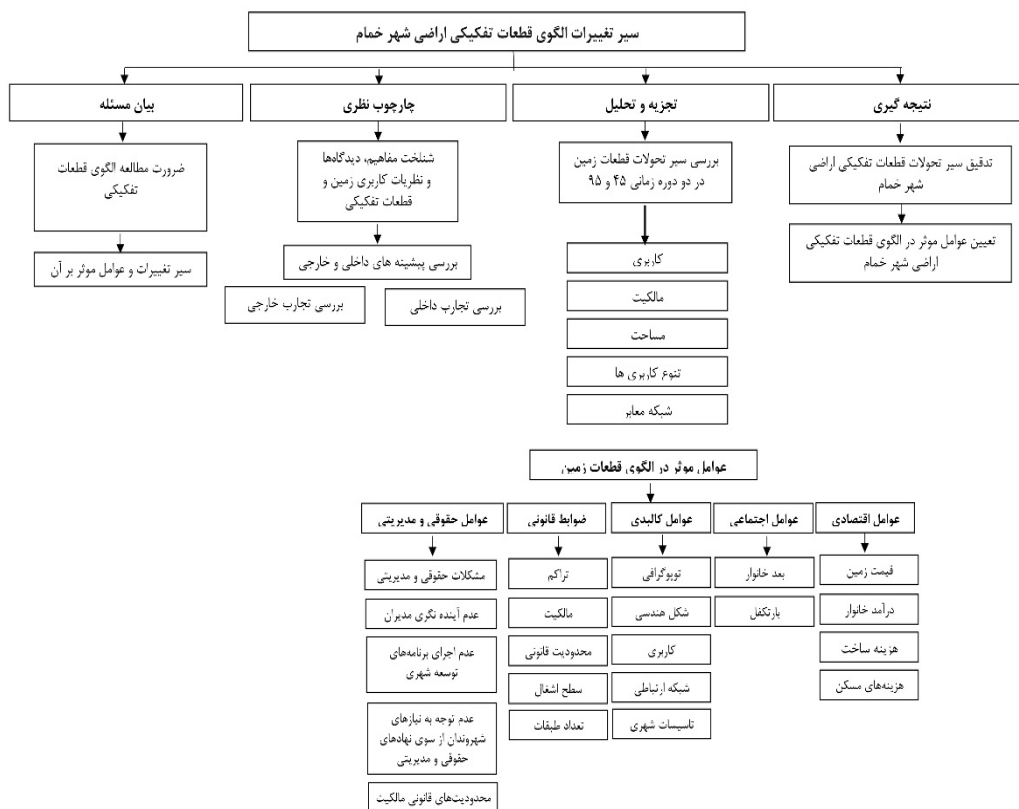 سیر تغییرات الگوی قطعات تفکیکی اراضی شهر خمام
نتیجه گیری
تدقیق سیر تحولات قطعات تفکیکی اراضی
شهر خمام
تعیین عوامل موثر در الگوی قطعات تفکیکی
اراضی شهر خمام
تجزیه و تحلیل
بررسی سیر تحولات قطعات زمین
در دو دوره زمانی ۴۵ و ۹۵
کاربری
مالکیت
مساحت
تنوع کاربری ها
شبکه معابر
چارچوب نظری
شنلخت مفاهیم، دیدگاه‌ها
و نظریات کاربری زمین و
قطعات تفکیکی
بررسی پیشینه های داخلی و خارجی
بررسی تجارب داخلی
بررسی تجارب خارجی
بیان مسئله
ضرورت مطالعه الگوی قطعات
تفکیکی
سیر تغییرات و عوامل موثر بر آن
عوامل موثر در الگوی قطعات زمین
عوامل اقتصادی
قیمت زمین
درآمد خانوار
هزینه ساخت
هزینه‌های مسکن
عوامل اجتماعی
بعد خانوار
بارتکفل
عوامل کالبدی
توپوگرافی
شکل هندسی
کاربری
شبکه ارتباطی
تاسیسات شهری
ضوابط قانونی
تراکم
مالکیت
محدودیت قانونی
سطح اشغال
تعداد طبقات
عوامل حقوقی و مدیریتی
مشکلات حقوقی و مدیریتی
عدم آینده نگری مدیران
عدم اجرای برنامه‌های
توسعه شهری
عدم توجه به نیازهای
شهروندان از سوی نهادهای
حقوقی و مدیریتی
محدودیت‌های قانونی مالکیت